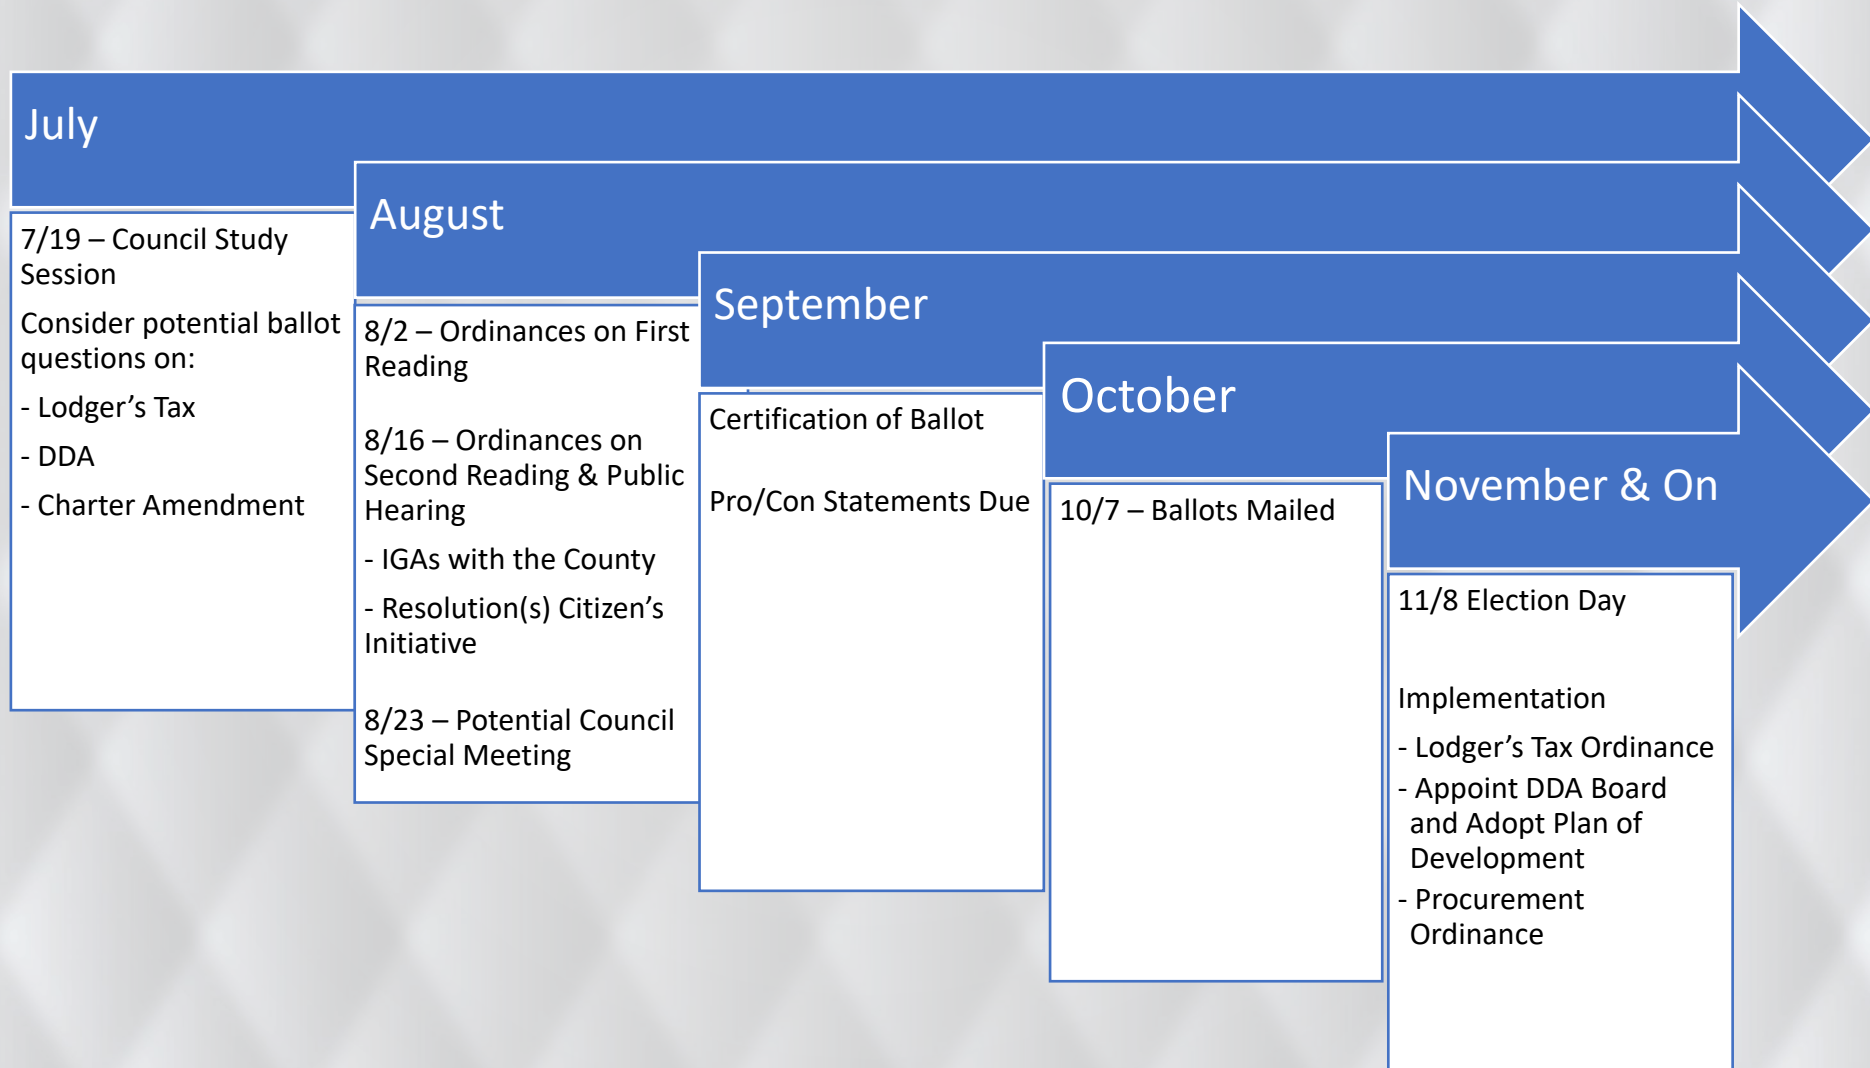 July
7/19 – Council Study
Session
Consider potential ballot
questions on:
- Lodger’s Tax
- DDA
- Charter Amendment
August
8/2 – Ordinances on First
Reading
8/16 – Ordinances on
Second Reading & Public
Hearing
- IGAs with the County
- Resolution(s) Citizen’s
Initiative
8/23 – Potential Council
Special Meeting
September
Certification of Ballot
Pro/Con Statements Due
October
10/7 – Ballots Mailed
November & On
11/8 Election Day
Implementation
- Lodger’s Tax Ordinance
- Appoint DDA Board
and Adopt Plan of
Development
- Procurement
Ordinance